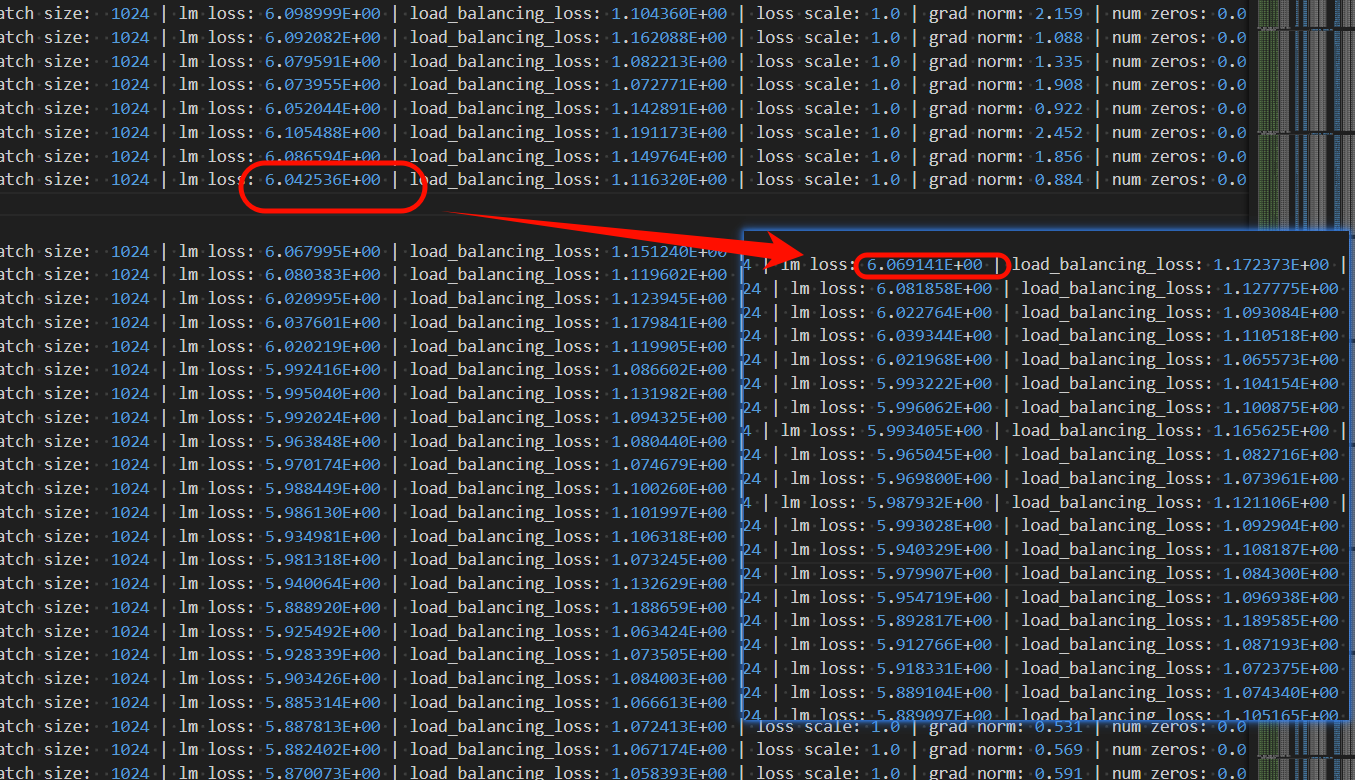 atch size: 1024 | lm loss: 6.098999E+00 | load_balancing_loss: 1.104360E+00 | loss scale: 1.0 | grad norm: 2.159 | num zeros: 0.0
atch size: 1024 | lm loss: 6.092082E+00 | load_balancing_loss: 1.162088E+00 | loss scale: 1.0 | grad norm: 1.088 | num zeros: 0.0
atch size: 1024 | lm loss: 6.079591E+00 | load_balancing_loss: 1.082213E+00 | loss scale: 1.0 | grad norm: 1.335 | num zeros: 0.0
atch size: 1024 | lm loss: 6.073955E+00 | load_balancing_loss: 1.072771E+00 | loss scale: 1.0 | grad norm: 1.908 | num zeros: 0.0
atch size: 1024 | lm loss: 6.052044E+00 | load_balancing_loss: 1.142891E+00 | loss scale: 1.0 | grad norm: 0.922 | num zeros: 0.0
atch size: 1024 | lm loss: 6.105488E+00 | load_balancing_loss: 1.191173E+00 | loss scale: 1.0 | grad norm: 2.452 | num zeros: 0.0
atch size: 1024 | lm loss: 6.086594E+00 | load_balancing_loss: 1.149764E+00 | loss scale: 1.0 | grad norm: 1.856 | num zeros: 0.0
atch size: 1024 | lm loss: 6.042536E+00 | load_balancing_loss: 1.116320E+00 | loss scale: 1.0 | grad norm: 0.884 | num zeros: 0.0
atch size: 1024 | lm loss: 6.067995E+00 | load_balancing_loss: 1.151240E+00
atch size: 1024 | lm loss: 6.080383E+00 | load_balancing_loss: 1.119602E+00 |
atch size: 1024 | lm loss: 6.020995E+00 | load_balancing_loss: 1.123945E+00 |
atch size: 1024 | lm loss: 6.037601E+00 | load_balancing_loss: 1.179841E+00 |
atch size: 1024 | lm loss: 6.020219E+00 | load_balancing_loss: 1.119905E+00 |
atch size: 1024 | lm loss: 5.992416E+00 | load_balancing_loss: 1.086602E+00 |
atch size: 1024 | lm loss: 5.995040E+00 | load_balancing_loss: 1.131982E+00 |
atch size: 1024 | lm loss: 5.992024E+00 | load_balancing_loss: 1.094325E+00 |
atch size: 1024 | lm loss: 5.963848E+00 | load_balancing_loss: 1.080440E+00 |
atch size: 1024 | lm loss: 5.970174E+00 | load_balancing_loss: 1.074679E+00 |
atch size: 1024 | lm loss: 5.988449E+00 | load_balancing_loss: 1.100260E+00 |
atch size: 1024 | lm loss: 5.986130E+00 | load_balancing_loss: 1.101997E+00 |
atch size: 1024 | lm loss: 5.934981E+00 | load_balancing_loss: 1.106318E+00 |
atch size: 1024 | lm loss: 5.981318E+00 | load_balancing_loss: 1.073245E+00 |
atch size: 1024 | lm loss: 5.940064E+00 | load_balancing_loss: 1.132629E+00 |
atch size: 1024 | lm loss: 5.888920E+00 | load_balancing_loss: 1.188659E+00 |
atch size: 1024 | lm loss: 5.925492E+00 | load_balancing_loss: 1.063424E+00 |
atch size: 1024 | lm loss: 5.928339E+00 | load_balancing_loss: 1.073505E+00 |
atch size: 1024 | lm loss: 5.903426E+00 | load_balancing_loss: 1.084003E+00 |
atch size: 1024 | lm loss: 5.885314E+00 | load_balancing_loss: 1.066613E+00 |
atch size: 1024 | lm loss: 5.887813E+00 | load_balancing_loss: 1.072413E+00 | loss scale: 1.0 | grad norm: 0.531 | num zeros: 0.0
atch size: 1024 | lm loss: 5.882402E+00 | load_balancing_loss: 1.067174E+00 | loss scale: 1.0 | grad norm: 0.569 | num zeros: 0.0
atch size: 1024 | lm loss: 5.870073E+00 | load_balancing_loss: 1.058393E+00 | loss scale: 1.0 | grad norm: 0.591 | num zeros: 0.0
4 | lm loss: 6.069141E+00 | load_balancing_loss: 1.172373E+00 |
24 | lm loss: 6.081858E+00 | load_balancing_loss: 1.127775E+00
24 | lm loss: 6.022764E+00 | load_balancing_loss: 1.093084E+00
24 | lm loss: 6.039344E+00 | load_balancing_loss: 1.110518E+00
24 | lm loss: 6.021968E+00 | load_balancing_loss: 1.065573E+00
24 | lm loss: 5.993222E+00 | load_balancing_loss: 1.104154E+00
24 | lm loss: 5.996062E+00 | load_balancing_loss: 1.100875E+00
4 | lm loss: 5.993405E+00 | load_balancing_loss: 1.165625E+00 |
24 | lm loss: 5.965045E+00 | load_balancing_loss: 1.082716E+00
24 | lm loss: 5.969800E+00 | load_balancing_loss: 1.073961E+00
4 | lm loss: 5.987932E+00 | load_balancing_loss: 1.121106E+00 |
24 | lm loss: 5.993028E+00 | load_balancing_loss: 1.092904E+00
24 | lm loss: 5.940329E+00 | load_balancing_loss: 1.108187E+00
24 | lm loss: 5.979907E+00 | load_balancing_loss: 1.084300E+00
24 | lm loss: 5.954719E+00 | load_balancing_loss: 1.096938E+00
24 | lm loss: 5.892817E+00 | load_balancing_loss: 1.189585E+00
24 | lm loss: 5.912766E+00 | load_balancing_loss: 1.087193E+00
24 | lm loss: 5.918331E+00 | load_balancing_loss: 1.072375E+00
24 | lm loss: 5.889104E+00 | load_balancing_loss: 1.074340E+00
24 | lm loss: 5.889097E+00 | load_balancing_loss: 1.105165E+00